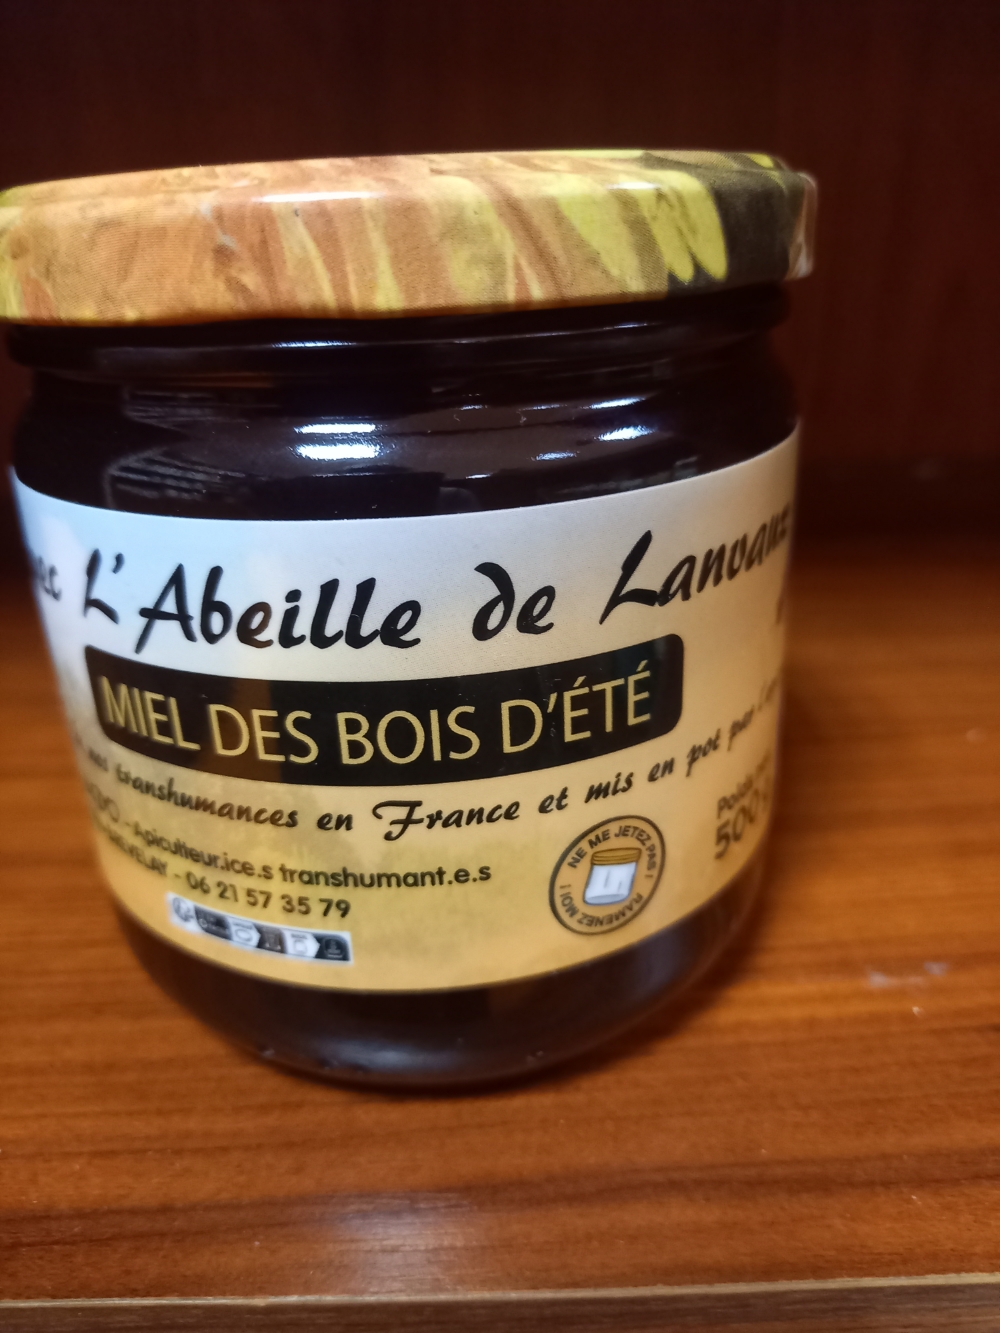 L'Abeille de Lanvaux
MIEL DES BOIS D'ÉTÉ
transhumances en France et mis en pot par
Apiculteur.ice.s transhumant.e.s
- 06 21 57 35 79
Poids
500
NE ME JETEZ PAS !
RAMENEZ MOI !